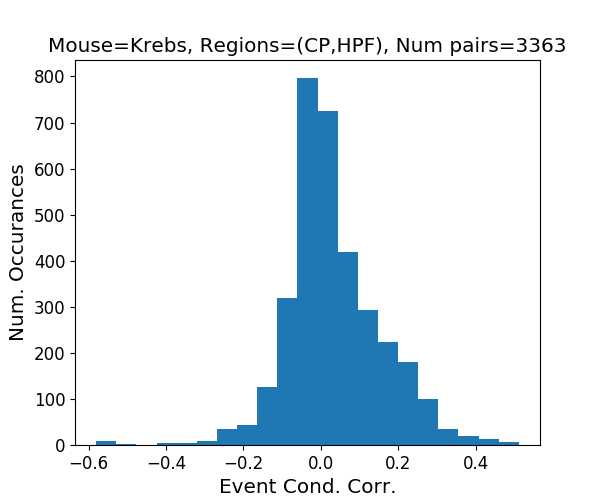 Mouse=Krebs, Regions=(CP,HPF), Num pairs=3363
800
700
600
500
400
300
200
100
0
Num. Occurances
−0.6 −0.4 −0.2 0.0 0.2 0.4
Event Cond. Corr.